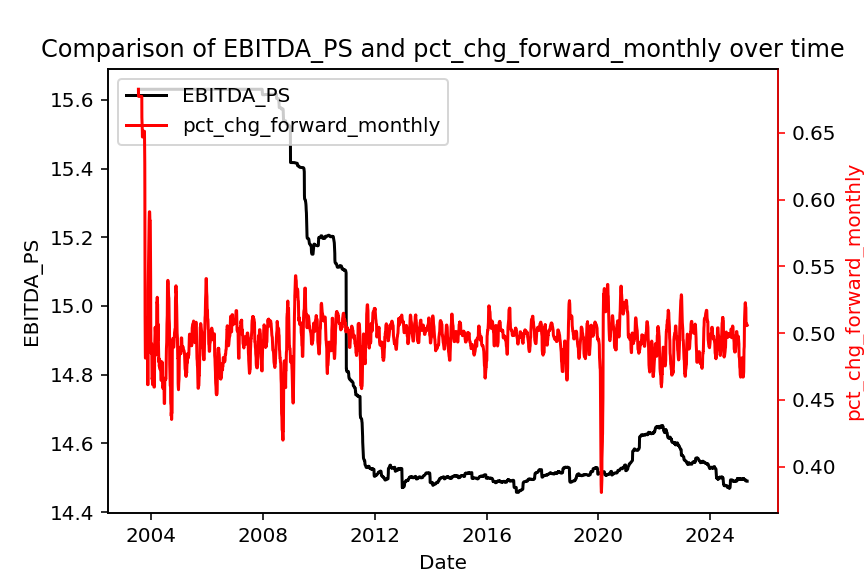 Comparison of EBITDA_PS and pct_chg_forward_monthly over time
EBITDA_PS
pct_chg_forward_monthly
15.6
15.4
15.2
15.0
14.8
14.6
14.4
EBITDA_PS
0.65
0.60
0.55
0.50
0.45
0.40
pct_chg_forward_monthly
2004 2008 2012 2016 2020 2024
Date